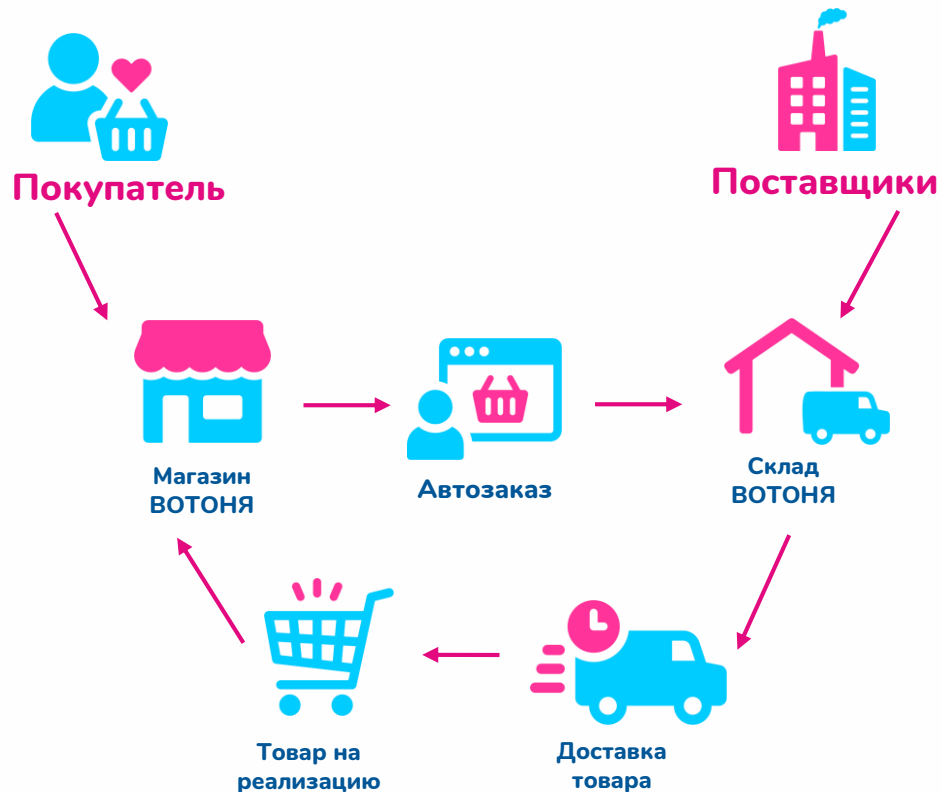 Покупатель
Поставщики
Магазин
ВОТОНЯ
Автозаказ
Склад
ВОТОНЯ
Товар на
реализацию
Доставка
товара